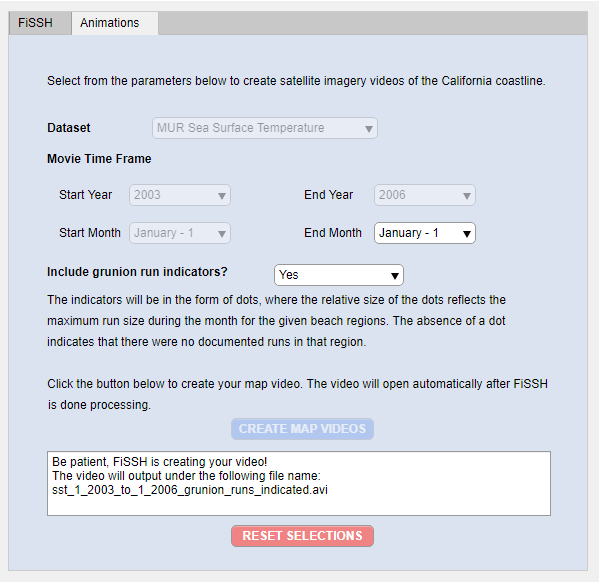 FiSSH Animations
Select from the parameters below to create satellite imagery videos of the California coastline.
Dataset MUR Sea Surface Temperature
Movie Time Frame
Start Year 2003 End Year 2006
Start Month January - 1 End Month January - 1
Include grunion run indicators? Yes
The indicators will be in the form of dots, where the relative size of the dots reflects the
maximum run size during the month for the given beach regions. The absence of a dot
indicates that there were no documented runs in that region.
Click the button below to create your map video. The video will open automatically after FiSSH
is done processing.
CREATE MAP VIDEOS
Be patient, FiSSH is creating your video!
The video will output under the following file name:
sst_1_2003_to_1_2006_grunion_runs_indicated.avi
RESET SELECTIONS